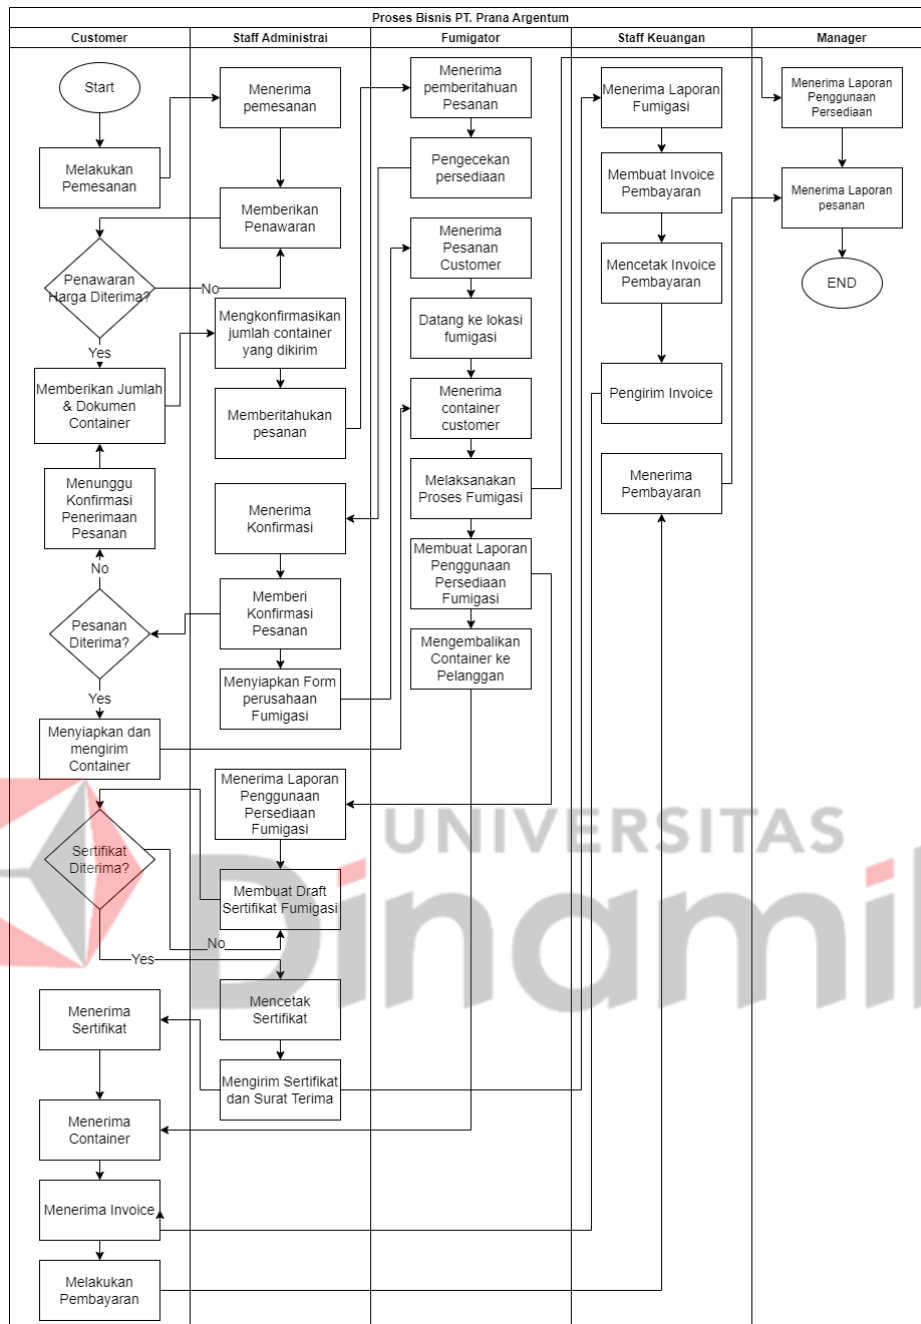 Proses Bisnis PT. Prana Argentum
Customer
Staff Administrai
Fumigator
Staff Keuangan
Manager
Start
Melakukan
Pemesanan
Penawaran
Harga Diterima?
No
Yes
Memberikan Jumlah
& Dokumen
Container
Menunggu
Konfirmasi
Penerimaan
Pesanan
No
Pesanan
Diterima?
Yes
Menyiapkan dan
mengirim
Container
Sertifikat
Diterima?
No
Yes
Menerima
Sertifikat
Menerima
Container
Menerima Invoice
Melakukan
Pembayaran
Menerima
pemesanan
Memberikan
Penawaran
Mengkonfirmasikan
jumlah container
yang dikirim
Memberitahukan
pesanan
Menerima
Konfirmasi
Memberi
Konfirmasi
Pesanan
Menyiapkan Form
perusahaan
Fumigasi
Menerima Laporan
Penggunaan
Persediaan
Fumigasi
Membuat Draft
Sertifikat Fumigasi
Mencetak
Sertifikat
Mengirim Sertifikat
dan Surat Terima
Menerima
pemberitahuan
Pesanan
Pengecekan
persediaan
Menerima
Pesanan
Customer
Datang ke lokasi
fumigasi
Menerima
container
customer
Melaksanakan
Proses Fumigasi
Membuat Laporan
Penggunaan
Persediaan
Fumigasi
Mengembalikan
Container ke
Pelanggan
Menerima Laporan
Fumigasi
Membuat Invoice
Pembayaran
Mencetak Invoice
Pembayaran
Pengirim Invoice
Menerima
Pembayaran
Menerima Laporan
Penggunaan
Persediaan
Menerima Laporan
pesanan
END
UNIVERSITAS
Dinamil